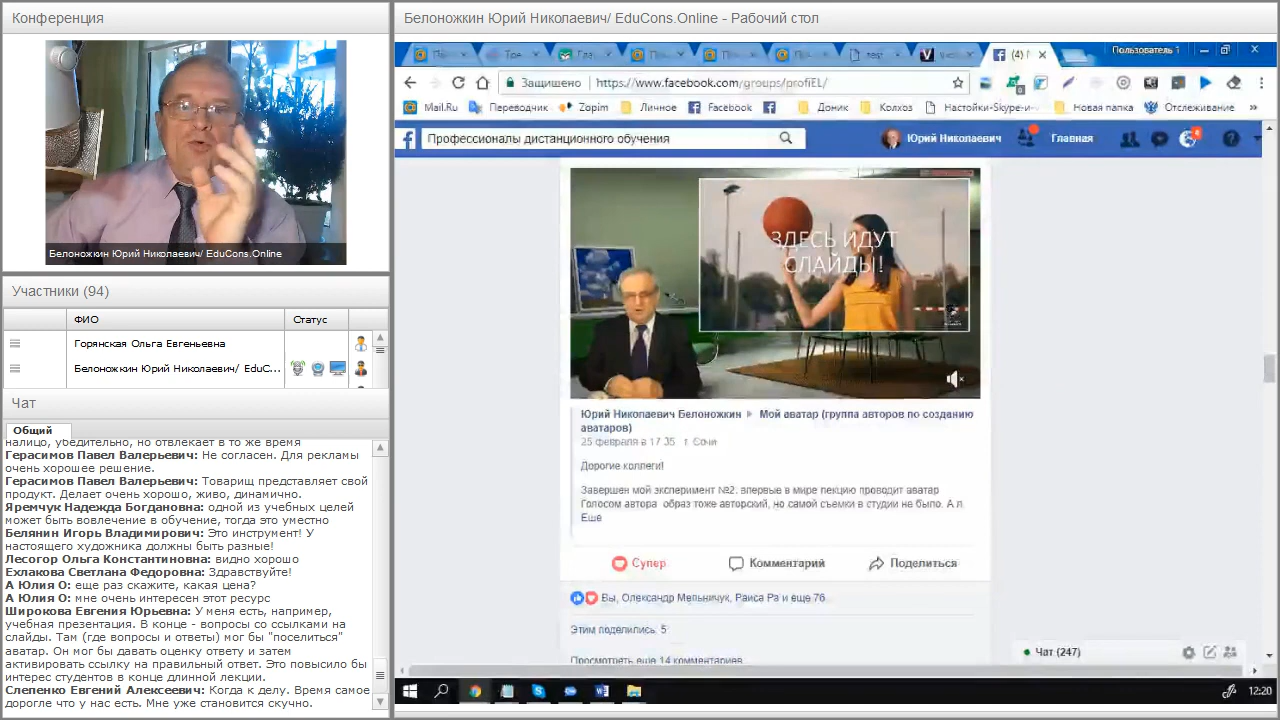 Конференция
Белоножкин Юрий Николаевич/ EduCons.Online
Участники (94)
ФИО Статус
Горянская Ольга Евгеньевна
Белоножкин Юрий Николаевич/ EduC...
Чат
Общий
налицо, убедительно, но отвлекает в то же время
Герасимов Павел Валерьевич: Не согласен. Для рекламы
очень хорошее решение.
Герасимов Павел Валерьевич: Товарищ представляет свой
продукт. Делает очень хорошо, живо, динамично.
Яремчук Надежда Богдановна: одной из учебных целей
может быть вовлечение в обучение, тогда это уместно
Белянин Игорь Владимирович: Это инструмент! У
настоящего художника должны быть разные!
Лесегор Ольга Константиновна: видно хорошо
Ехлакова Светлана Федоровна: Здравствуйте!
А Юлия О: еще раз скажите, какая цена?
А Юлия О: мне очень интересен этот ресурс
Широкова Евгения Юрьевна: У меня есть, например,
учебная презентация. В конце - вопросы со ссылками на
слайды. Там (где вопросы и ответы) мог бы "поселиться"
аватар. Он мог бы давать оценку ответу и затем
активировать ссылку на правильный ответ. Это повысило бы
интерес студентов в конце длинной лекции.
Слепенко Евгений Алексеевич: Когда к делу. Время самое
дорогле что у нас есть. Мне уже становится скучно.
Белоножкин Юрий Николаевич/ EduCons.Online - Рабочий стол
(4)
Пользователь 1
Защищено https://www.facebook.com/groups/profiEL/
Mail.Ru Переводчик Zopim Личное Facebook Доник Колхоз Настойки-Skype-и- Новая папка Отслеживание
Профессионалы дистанционного обучения
Юрий Николаевич Главная
ЗДЕСЬ ИДУТ
СЛАЙДЫ!
Юрий Николаевич Белоножкин Мой аватар (группа авторов по созданию
аватаров)
25 февраля в 17:35 г. Сочи
Дорогие коллеги!
Завершен мой эксперимент №2. впервые в мире лекцию проводит аватар
Голосом автора образ тоже авторский, но самой съемки в студии не было. А л
Еще
Супер Комментарий Поделиться
Вы, Олександр Мельничук, Раиса Ра и еще 76
Этим поделились: 5
Просмотреть еще 14 комментариев
Чат (247)
12:20